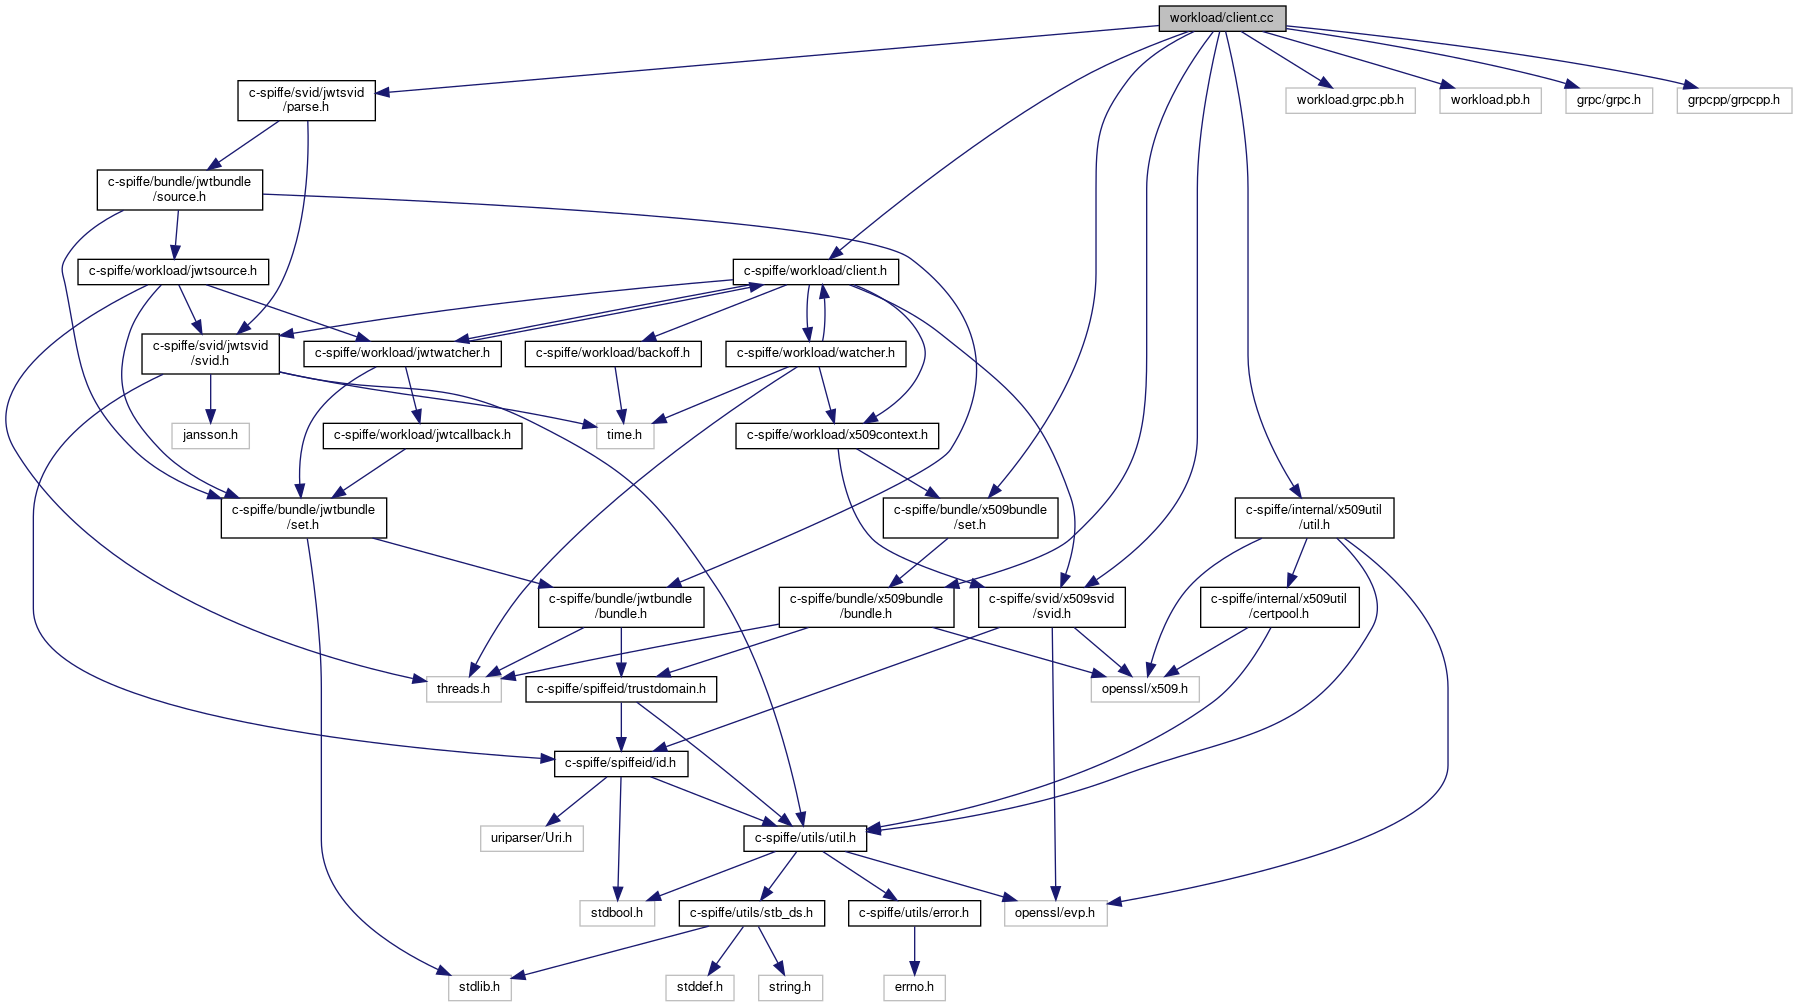 workload/client.cc
c-spiffe/svid/jwtsvid
/parse.h
workload.grpc.pb.h
workload.pb.h
grpc/grpc.h
grpcpp/grpcpp.h
c-spiffe/bundle/jwtbundle
/source.h
c-spiffe/workload/jwtsource.h
c-spiffe/workload/client.h
c-spiffe/svid/jwtsvid
/svid.h
c-spiffe/workload/jwtwatcher.h
c-spiffe/workload/backoff.h
c-spiffe/workload/watcher.h
jansson.h
c-spiffe/workload/jwtcallback.h
time.h
c-spiffe/workload/x509context.h
c-spiffe/bundle/jwtbundle
/set.h
c-spiffe/bundle/x509bundle
/set.h
c-spiffe/internal/x509util
/util.h
c-spiffe/bundle/jwtbundle
/bundle.h
c-spiffe/bundle/x509bundle
/bundle.h
c-spiffe/svid/x509svid
/svid.h
c-spiffe/internal/x509util
/certpool.h
threads.h
c-spiffe/spiffeid/trustdomain.h
openssl/x509.h
c-spiffe/spiffeid/id.h
uriparser/Uri.h
c-spiffe/utils/util.h
stdbool.h
c-spiffe/utils/stb_ds.h
c-spiffe/utils/error.h
openssl/evp.h
stdlib.h
stddef.h
string.h
errno.h